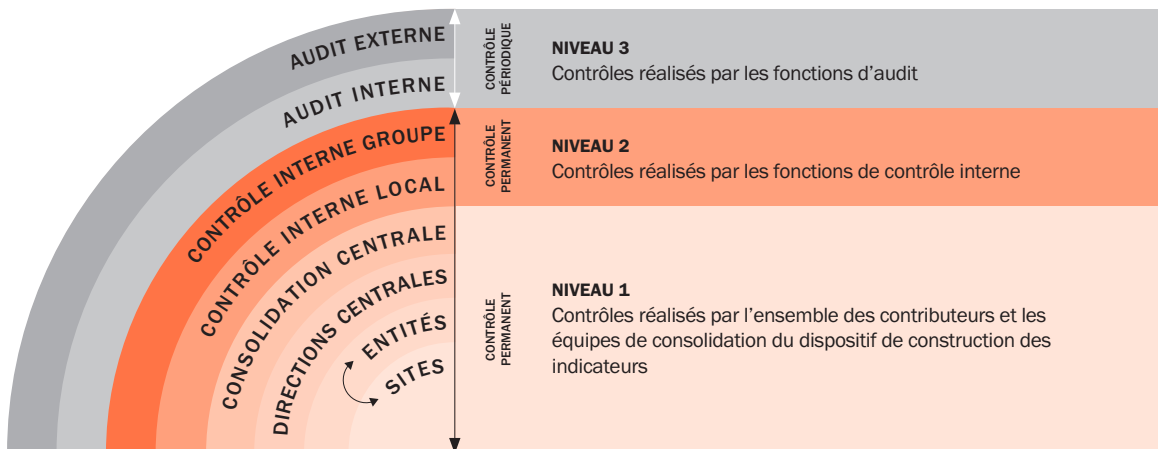 AUDIT EXTERNE
AUDIT INTERNE
CONTRÔLE INTERNE GROUPE
CONTRÔLE INTERNE LOCAL
CONSOLIDATION CENTRALE
DIRECTIONS CENTRALES
ENTITÉS
SITES
CONTRÔLE
PÉRIODIQUE
NIVEAU 3
Contrôles réalisés par les fonctions d’audit
CONTRÔLE
PERMANENT
NIVEAU 2
Contrôles réalisés par les fonctions de contrôle interne
CONTRÔLE
PERMANENT
NIVEAU 1
Contrôles réalisés par l’ensemble des contributeurs et les
équipes de consolidation du dispositif de construction des
indicateurs